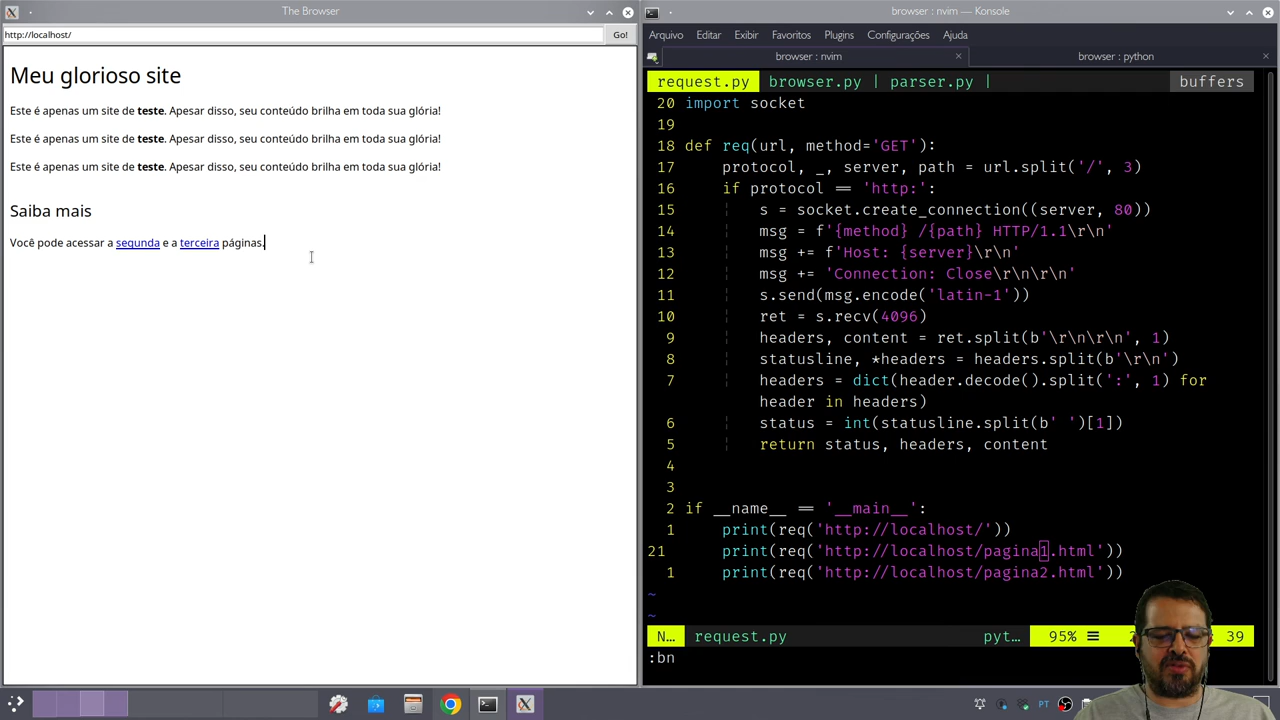 The Browser
http://localhost/
Go!
Meu glorioso site
Este é apenas um site de teste. Apesar disso, seu conteúdo brilha em toda sua glória!
Este é apenas um site de teste. Apesar disso, seu conteúdo brilha em toda sua glória!
Este é apenas um site de teste. Apesar disso, seu conteúdo brilha em toda sua glória!
Saiba mais
Você pode acessar a segunda e a terceira páginas.
browser : nvim — Konsole
Arquivo Editar Exibir Favoritos Plugins Configurações Ajuda
browser : nvim
browser : python
request.py browser.py | parser.py | buffers
20 import socket
19
18 def req(url, method='GET'):
17 protocol, _, server, path = url.split('/', 3)
16 if protocol == 'http:':
15 s = socket.create_connection((server, 80))
14 msg = f'{method} /{path} HTTP/1.1\r\n'
13 msg += f'Host: {server}\r\n'
12 msg += 'Connection: Close\r\n\r\n'
11 s.send(msg.encode('latin-1'))
10 ret = s.recv(4096)
9 headers, content = ret.split(b'\r\n\r\n', 1)
8 statusline, *headers = headers.split(b'\r\n')
7 headers = dict(header.decode().split(':', 1) for
header in headers)
6 status = int(statusline.split(b' ')[1])
5 return status, headers, content
4
3
2 if __name__ == '__main__':
1 print(req('http://localhost/'))
21 print(req('http://localhost/pagina1.html'))
1 print(req('http://localhost/pagina2.html'))
~
~
N… request.py pyt… 95% 39
:bn
PT